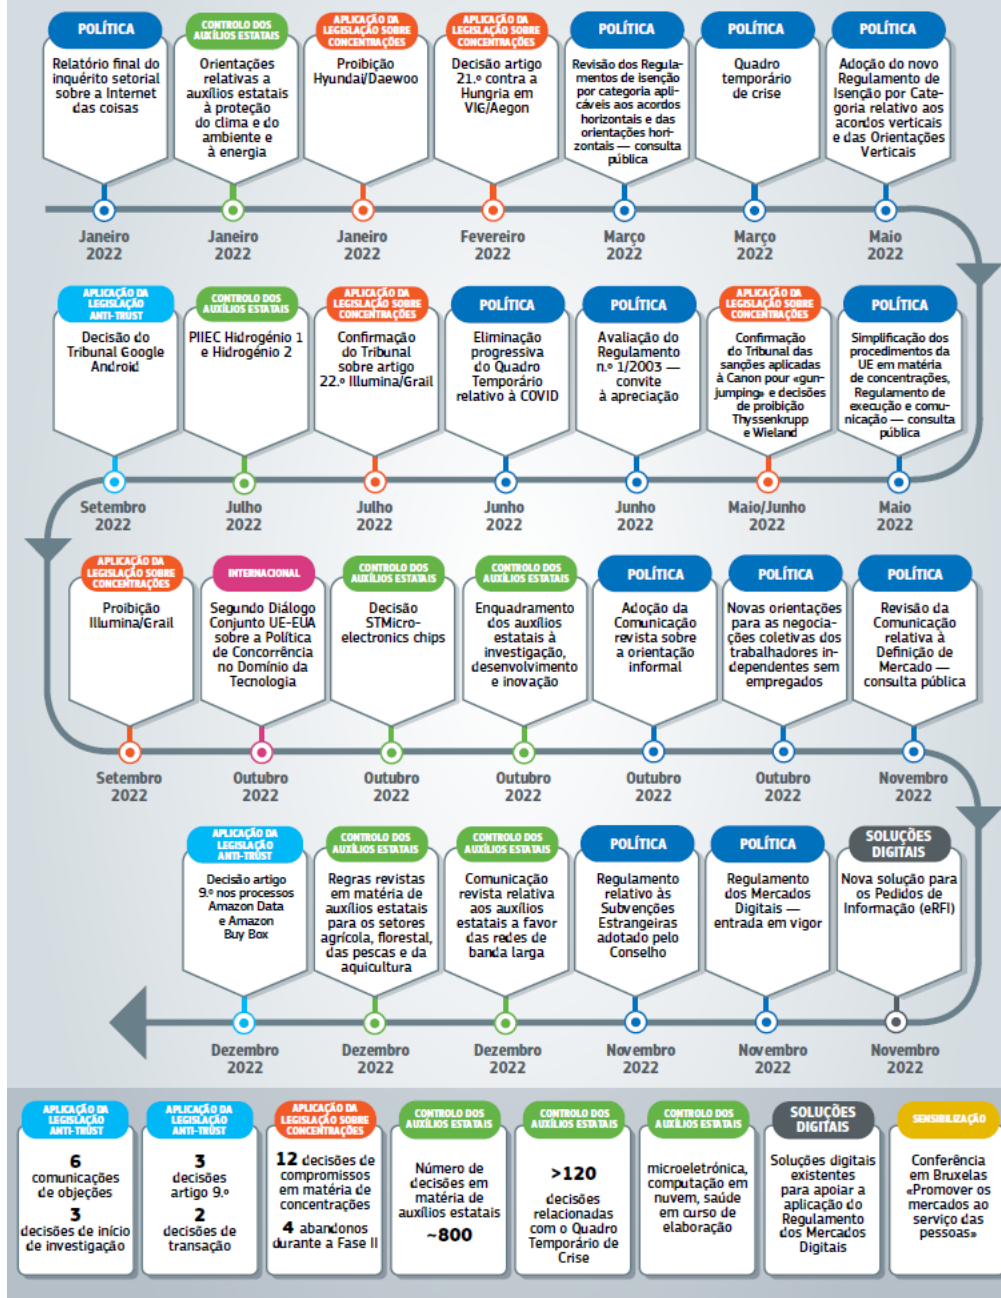 POLÍTICA
Relatório final do
inquérito setorial
sobre a Internet
das coisas
Janeiro
2022
CONTROLO DOS
AUXÍLIOS ESTATAIS
Orientações
relativas a
auxílios estatais
à proteção
do clima e do
ambiente e
à energia
Janeiro
2022
APLICAÇÃO DA
LEGISLAÇÃO SOBRE
CONCENTRAÇÕES
Proibição
Hyundai/Daewoo
Janeiro
2022
APLICAÇÃO DA
LEGISLAÇÃO SOBRE
CONCENTRAÇÕES
Decisão artigo
21.º contra a
Hungria em
VIG/Aegon
Fevereiro
2022
POLÍTICA
Revisão dos Regula-
mentos de isenção
por categoria apli-
cáveis aos acordos
horizontais e das
orientações hori-
zontais — consulta
pública
Março
2022
POLÍTICA
Quadro
temporário
de crise
Março
2022
POLÍTICA
Adoção do novo
Regulamento de
Isenção por Cate-
goria relativo aos
acordos verticais
e das Orientações
Verticais
Maio
2022
APLICAÇÃO DA
LEGISLAÇÃO
ANTI-TRUST
Decisão do
Tribunal Google
Android
Setembro
2022
CONTROLO DOS
AUXÍLIOS ESTATAIS
PIIEC Hidrogénio 1
e Hidrogénio 2
Julho
2022
APLICAÇÃO DA
LEGISLAÇÃO SOBRE
CONCENTRAÇÕES
Confirmação
do Tribunal
sobre artigo
22.º Illumina/Grail
Julho
2022
POLÍTICA
Eliminação
progressiva
do Quadro
Temporário
relativo à COVID
Junho
2022
POLÍTICA
Avaliação do
Regulamento
n.º 1/2003 —
convite
à apreciação
Junho
2022
APLICAÇÃO DA
LEGISLAÇÃO SOBRE
CONCENTRAÇÕES
Confirmação
do Tribunal das
sanções aplicadas
à Canon pour «gun-
jumping» e decisões
de proibição
Thyssenkrupp
e Wieland
Maio/Junho
2022
POLÍTICA
Simplificação dos
procedimentos da
UE em matéria
de concentrações,
Regulamento de
execução e comu-
nicação — consulta
pública
Maio
2022
APLICAÇÃO DA
LEGISLAÇÃO SOBRE
CONCENTRAÇÕES
Proibição
Illumina/Grail
Setembro
2022
INTERNACIONAL
Segundo Diálogo
Conjunto UE-EUA
sobre a Política
de Concorrência
no Domínio da
Tecnologia
Outubro
2022
CONTROLO DOS
AUXÍLIOS ESTATAIS
Decisão
STMicro-
electronics chips
Outubro
2022
CONTROLO DOS
AUXÍLIOS ESTATAIS
Enquadramento
dos auxílios
estatais à
investigação,
desenvolvimento
e inovação
Outubro
2022
POLÍTICA
Adoção da
Comunicação
revista sobre
a orientação
informal
Outubro
2022
POLÍTICA
Novas orientações
para as negocia-
ções coletivas dos
trabalhadores in-
dependentes sem
empregados
Outubro
2022
POLÍTICA
Revisão da
Comunicação
relativa à
Definição de
Mercado —
consulta pública
Novembro
2022
APLICAÇÃO DA
LEGISLAÇÃO
ANTI-TRUST
Decisão artigo
9.º nos processos
Amazon Data
e Amazon
Buy Box
Dezembro
2022
CONTROLO DOS
AUXÍLIOS ESTATAIS
Regras revistas
em matéria de
auxílios estatais
para os setores
agrícola, florestal,
das pescas e da
aquicultura
Dezembro
2022
CONTROLO DOS
AUXÍLIOS ESTATAIS
Comunicação
revista relativa
aos auxílios
estatais a favor
das redes de
banda larga
Dezembro
2022
POLÍTICA
Regulamento
relativo às
Subvenções
Estrangeiras
adotado pelo
Conselho
Novembro
2022
POLÍTICA
Regulamento
dos Mercados
Digitais —
entrada em vigor
Novembro
2022
SOLUÇÕES
DIGITAIS
Nova solução para
os Pedidos de
Informação (eRFI)
Novembro
2022
APLICAÇÃO DA
LEGISLAÇÃO
ANTI-TRUST
6
comunicações
de objeções
3
decisões de início
de investigação
APLICAÇÃO DA
LEGISLAÇÃO
ANTI-TRUST
3
decisões
artigo 9.º
2
decisões de
transação
APLICAÇÃO DA
LEGISLAÇÃO SOBRE
CONCENTRAÇÕES
12 decisões de
compromissos
em matéria de
concentrações
4 abandonos
durante a Fase II
CONTROLO DOS
AUXÍLIOS ESTATAIS
Número de
decisões em
matéria de
auxílios estatais
~800
CONTROLO DOS
AUXÍLIOS ESTATAIS
>120
decisões
relacionadas
com o Quadro
Temporário de
Crise
CONTROLO DOS
AUXÍLIOS ESTATAIS
microeletrónica,
computação em
nuvem, saúde
em curso de
elaboração
SOLUÇÕES
DIGITAIS
Soluções digitais
existentes
para apoiar a
aplicação do
Regulamento
dos Mercados
Digitais
SENSIBILIZAÇÃO
Conferência
em Bruxelas
«Promover os
mercados ao
serviço das
pessoas»